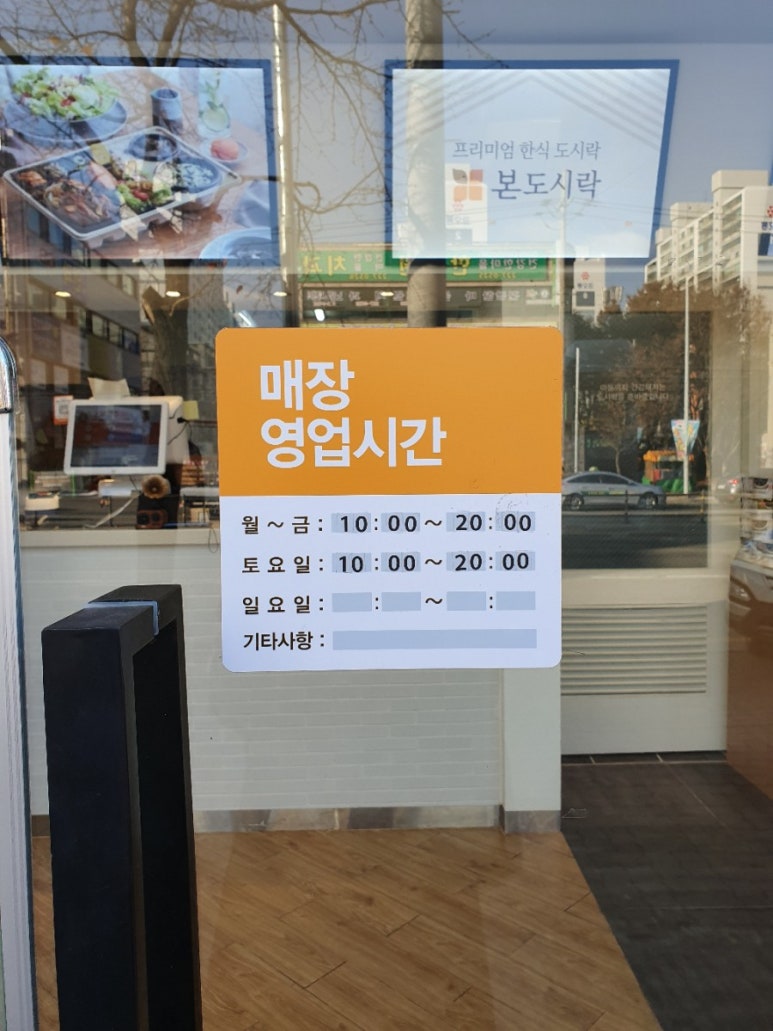 프리미엄 한식 도시락
본도시락
매장
영업시간
월 ~ 금 : 10 : 00 ~ 20 : 00
토 요 일 : 10 : 00 ~ 20 : 00
일 요 일 : : ~ :
기타사항 :